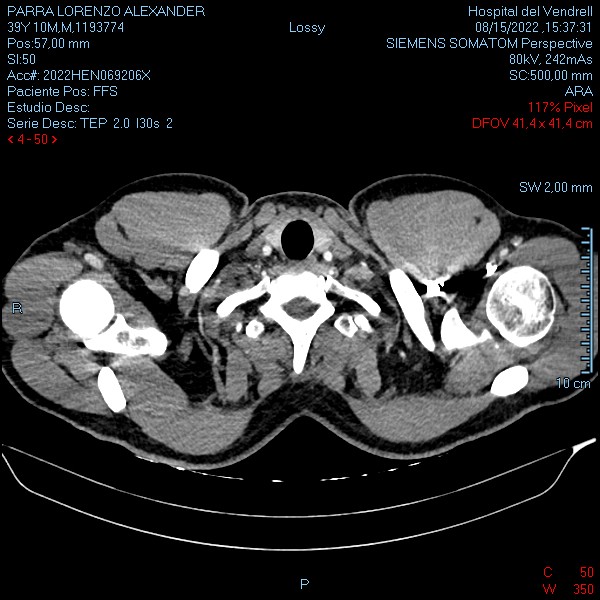 PARRA LORENZO ALEXANDER
39Y 10M,M,1193774
Pos:57,00 mm
SI:50
Acc#: 2022HEN069206X
Paciente Pos: FFS
Estudio Desc:
Serie Desc: TEP 2.0 I30s 2
< 4 - 50 >
Lossy
Hospital del Vendrell
08/15/2022 ,15:37:31
SIEMENS SOMATOM Perspective
80kV, 242mAs
SC:500,00 mm
ARA
117% Pixel
DFOV 41,4 x 41,4 cm
SW 2,00 mm
R
10 cm
P
C 50
W 350